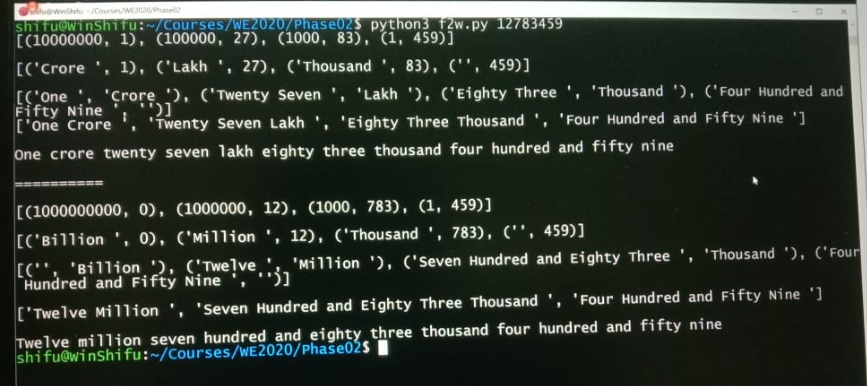 shifu@WinShifu: ~/Courses/WE2020/Phase02
shifu@WinShifu:~/Courses/WE2020/Phase02$ python3 f2w.py 12783459
[(10000000, 1), (100000, 27), (1000, 83), (1, 459)]
[('Crore ', 1), ('Lakh ', 27), ('Thousand ', 83), ('', 459)]
[('One ', 'Crore '), ('Twenty Seven ', 'Lakh '), ('Eighty Three ', 'Thousand '), ('Four Hundred and
Fifty Nine ', '')]
['One Crore ', 'Twenty Seven Lakh ', 'Eighty Three Thousand ', 'Four Hundred and Fifty Nine ']
One crore twenty seven lakh eighty three thousand four hundred and fifty nine
==========
[(1000000000, 0), (1000000, 12), (1000, 783), (1, 459)]
[('Billion ', 0), ('Million ', 12), ('Thousand ', 783), ('', 459)]
[('', 'Billion '), ('Twelve ', 'Million '), ('Seven Hundred and Eighty Three ', 'Thousand '), ('Four
Hundred and Fifty Nine ', '')]
['Twelve Million ', 'Seven Hundred and Eighty Three Thousand ', 'Four Hundred and Fifty Nine ']
Twelve million seven hundred and eighty three thousand four hundred and fifty nine
shifu@WinShifu:~/Courses/WE2020/Phase02$